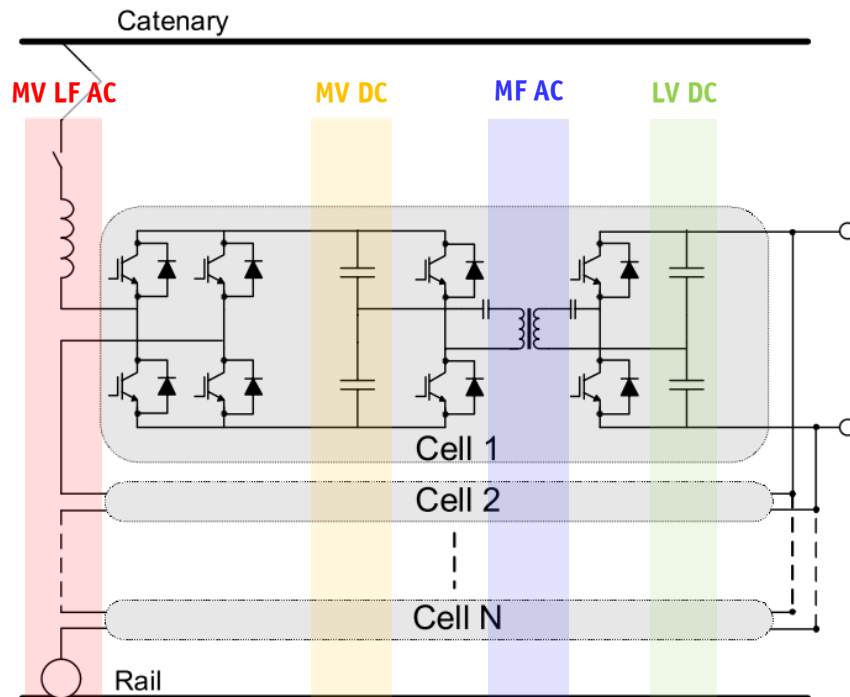 Catenary
MV LF AC
MV DC
MF AC
LV DC
Cell 1
Cell 2
Cell N
Rail